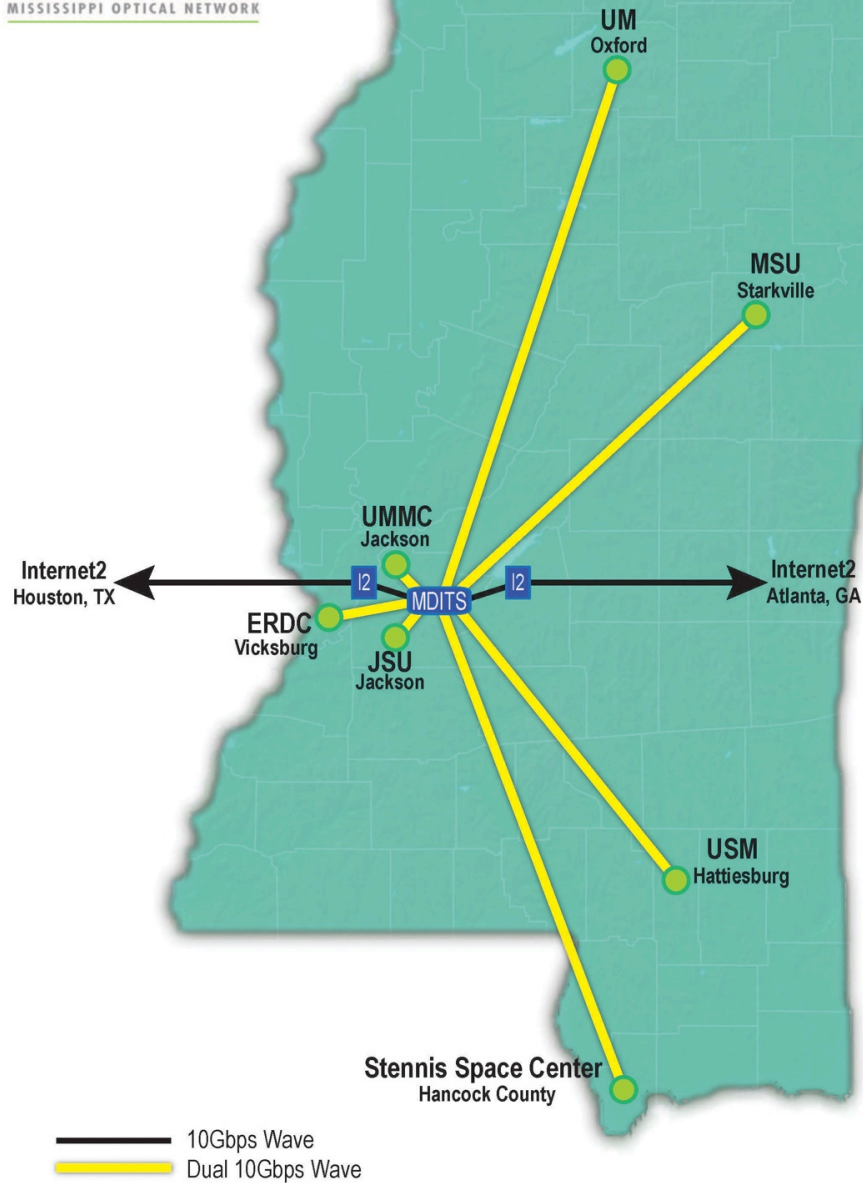 MISSISSIPPI OPTICAL NETWORK
UM
Oxford
MSU
Starkville
UMMC
Jackson
Internet2
Houston, TX
I2
MDITS
I2
Internet2
Atlanta, GA
ERDC
Vicksburg
JSU
Jackson
USM
Hattiesburg
Stennis Space Center
Hancock County
10Gbps Wave
Dual 10Gbps Wave